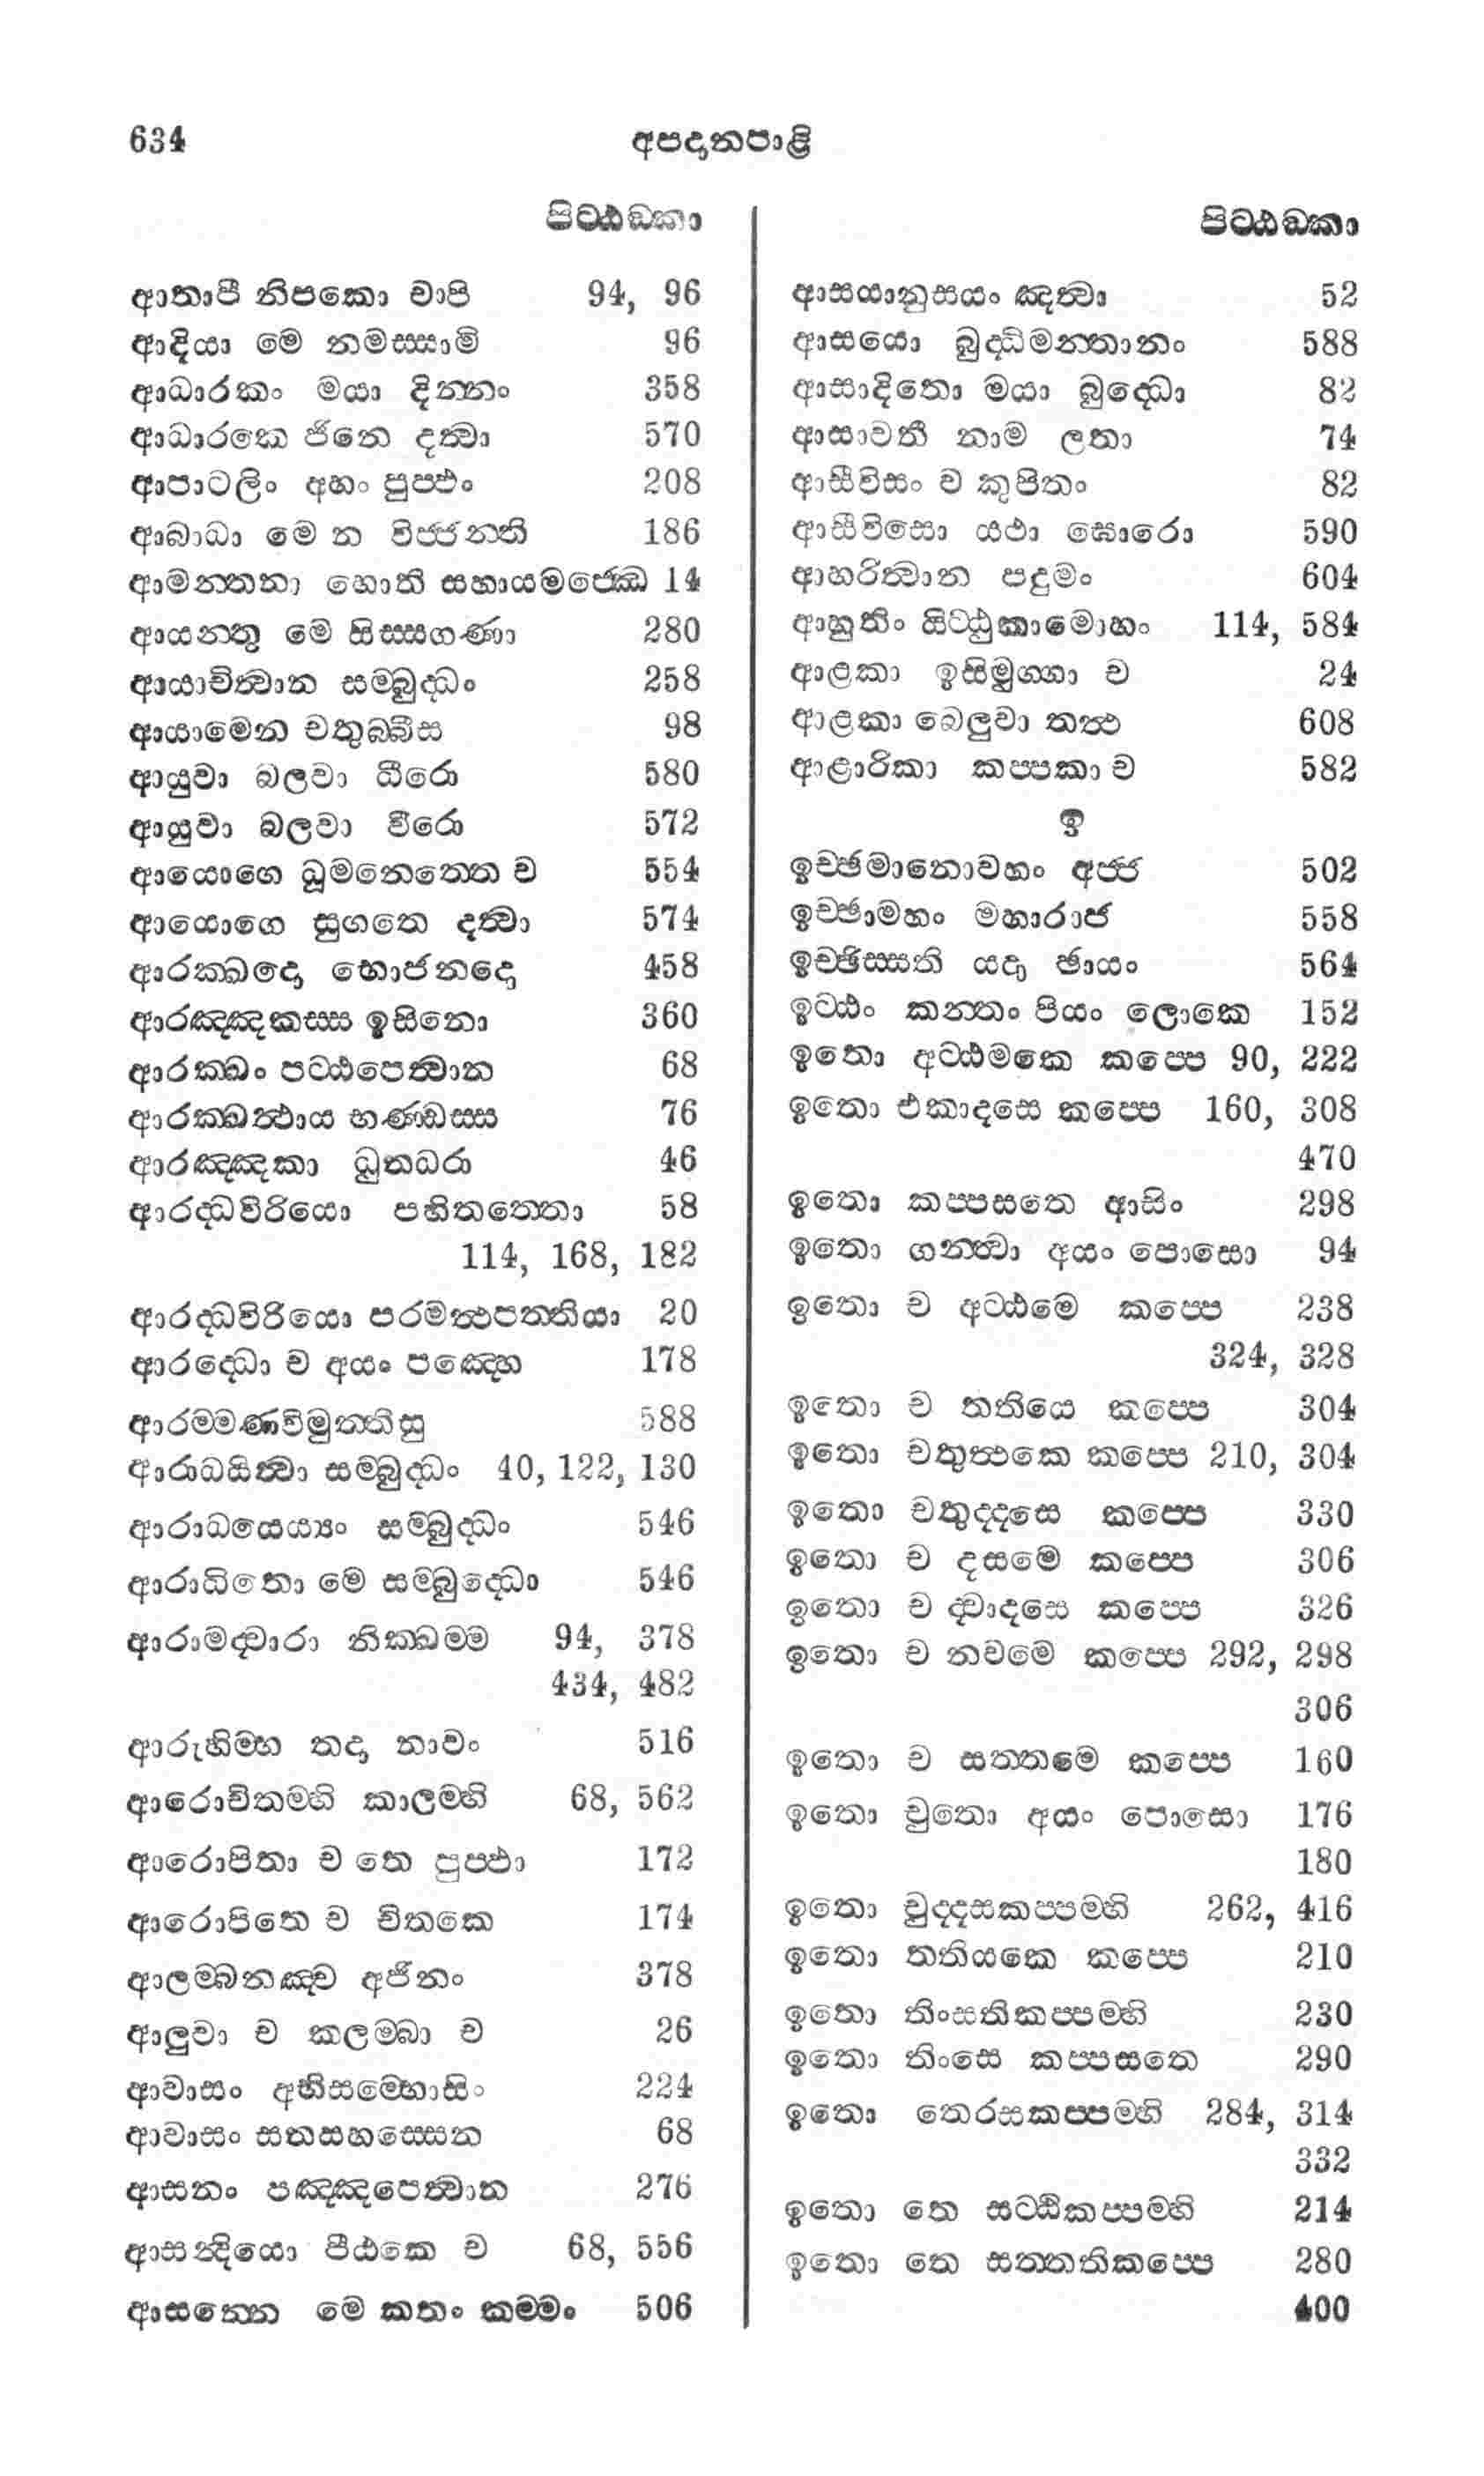 634 අපදානපාළි
පිට්ඨඞ්කා
ආතාපී නිපකො චාපි 94, 96
ආදියා මෙ නමස්සාමි 96
ආධාරකං මයා දින්නං 358
ආධාරකෙ ජිනෙ දත්වා 570
ආපාටලිං අහං පුප්ඵං 208
ආබාධා මෙ න විජ්ජන්ති 186
ආමන්තනා හොති සහායමජ්ඣෙ 14
ආයන්තු මෙ සිස්සගණා 280
ආයාචිත්වාන සම්බුද්ධං 258
ආයාමෙන චතුබ්බීස 98
ආයුවා බලවා ධීරො 580
ආයුවා බලවා වීරො 572
ආයොගෙ ධූමනෙත්තෙ ච 554
ආයොගෙ සුගතෙ දත්වා 574
ආරක්ඛදො භොජනදො 458
ආරඤ්ඤකස්ස ඉසිනො 360
ආරක්ඛං පට්ඨපෙත්වාන 68
ආරක්ඛත්ථාය භණ්ඩස්ස 76
ආරඤ්ඤකා ධුතධරා 46
ආරද්ධවිරියො පහිතත්තො 58
114, 168, 182
ආරද්ධවිරියො පරමත්ථපත්තියා 20
ආරද්ධො ච අයං පඤ්හෙ 178
ආරම්මණවිමුත්තීසු 588
ආරාධයිත්වා සම්බුද්ධං 40, 122, 130
ආරාධයෙය්‍යං සම්බුද්ධං 546
ආරාධිතො මෙ සම්බුද්ධො 546
ආරාමද්වාරා නික්ඛම්ම 94, 378
434, 482
ආරුහිම්හ තදා නාවං 516
ආරොචිතම්හි කාලම්හි 68, 562
ආරොපිතා ච තෙ පුප්ඵා 172
ආරොපිතෙ ච චිතකෙ 174
ආලම්බනඤ්ච අජිනං 378
ආලුවා ච කලම්බා ච 26
ආවාසං අභිසම්භොසිං 224
ආවාසං සතසහස්සෙන 68
ආසනං පඤ්ඤපෙත්වාන 276
ආසන්දියො පීඨකෙ ච 68, 556
ආසන්නෙ මෙ කතං කම්මං 506
පිට්ඨඞ්කා
ආසයානුසයං ඤත්වා 52
ආසයො බුද්ධිමන්තානං 588
ආසාදිතො මයා බුද්ධො 82
ආසාවතී නාම ලතා 74
ආසීවිසං ව කුපිතං 82
ආසීවිසො යථා ඝොරො 590
ආහරිත්වාන පදුමං 604
ආහුතිං යිට්ඨුකාමොහං 114, 584
ආළකා ඉසිමුග්ගා ච 24
ආළකා බෙලුවා තත්ථ 608
ආළාරිකා කප්පකා ච 582
ඉ
ඉච්ඡමානොවහං අජ්ජ 502
ඉච්ඡාමහං මහාරාජ 558
ඉච්ඡිස්සති යදා ඡායං 564
ඉට්ඨං කන්තං පියං ලොකෙ 152
ඉතො අට්ඨමකෙ කප්පෙ 90, 222
ඉතො එකාදසෙ කප්පෙ 160, 308
470
ඉතො කප්පසතෙ ආසිං 298
ඉතො ගන්ත්වා අයං පොසො 94
ඉතො ච අට්ඨමෙ කප්පෙ 238
324, 328
ඉතො ච තතියෙ කප්පෙ 304
ඉතො චතුත්ථකෙ කප්පෙ 210, 304
ඉතො චතුද්දසෙ කප්පෙ 330
ඉතො ච දසමෙ කප්පෙ 306
ඉතො ච ද්වාදසෙ කප්පෙ 326
ඉතො ච නවමෙ කප්පෙ 292, 298
306
ඉතො ච සත්තමෙ කප්පෙ 160
ඉතො චුතො අයං පොසො 176
180
ඉතො චුද්දසකප්පම්හි 262, 416
ඉතො තතියකෙ කප්පෙ 210
ඉතො තිංසතිකප්පම්හි 230
ඉතො තිංසෙ කප්පසතෙ 290
ඉතො තෙරසකප්පම්හි 284, 314
332
ඉතො තෙ සට්ඨිකප්පම්හි 214
ඉතො තෙ සත්තතිකප්පෙ 280
400